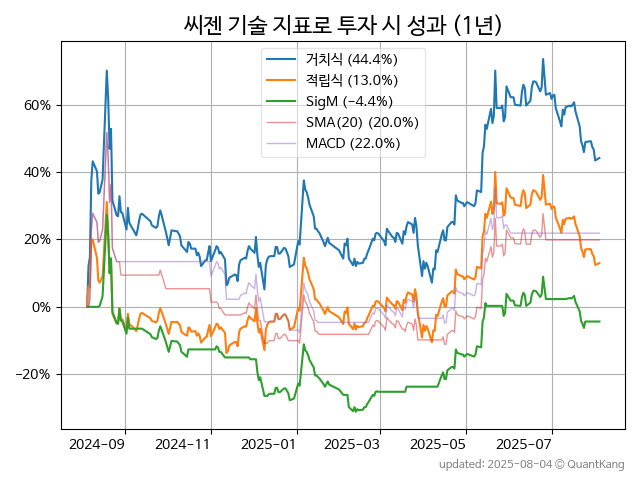 씨젠 기술 지표로 투자 시 성과 (1년)
거치식 (44.4%)
적립식 (13.0%)
SigM (−4.4%)
SMA(20) (20.0%)
MACD (22.0%)
60%
40%
20%
0%
−20%
2024-09 2024-11 2025-01 2025-03 2025-05 2025-07
updated: 2025-08-04 ⓒ QuantKang